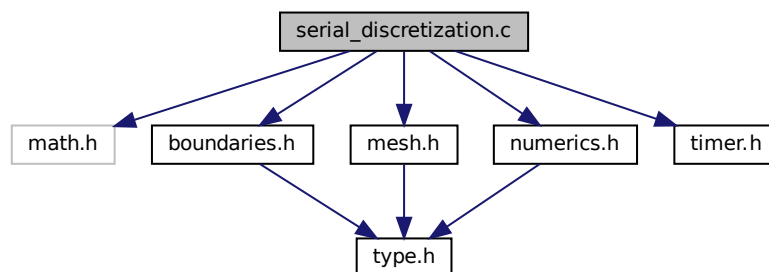 serial_discretization.c
math.h
boundaries.h
mesh.h
numerics.h
timer.h
type.h